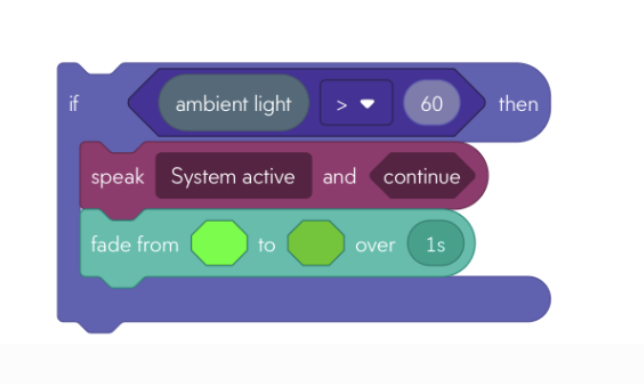 if ambient light > 60 then
speak System active and continue
fade from to over 1s